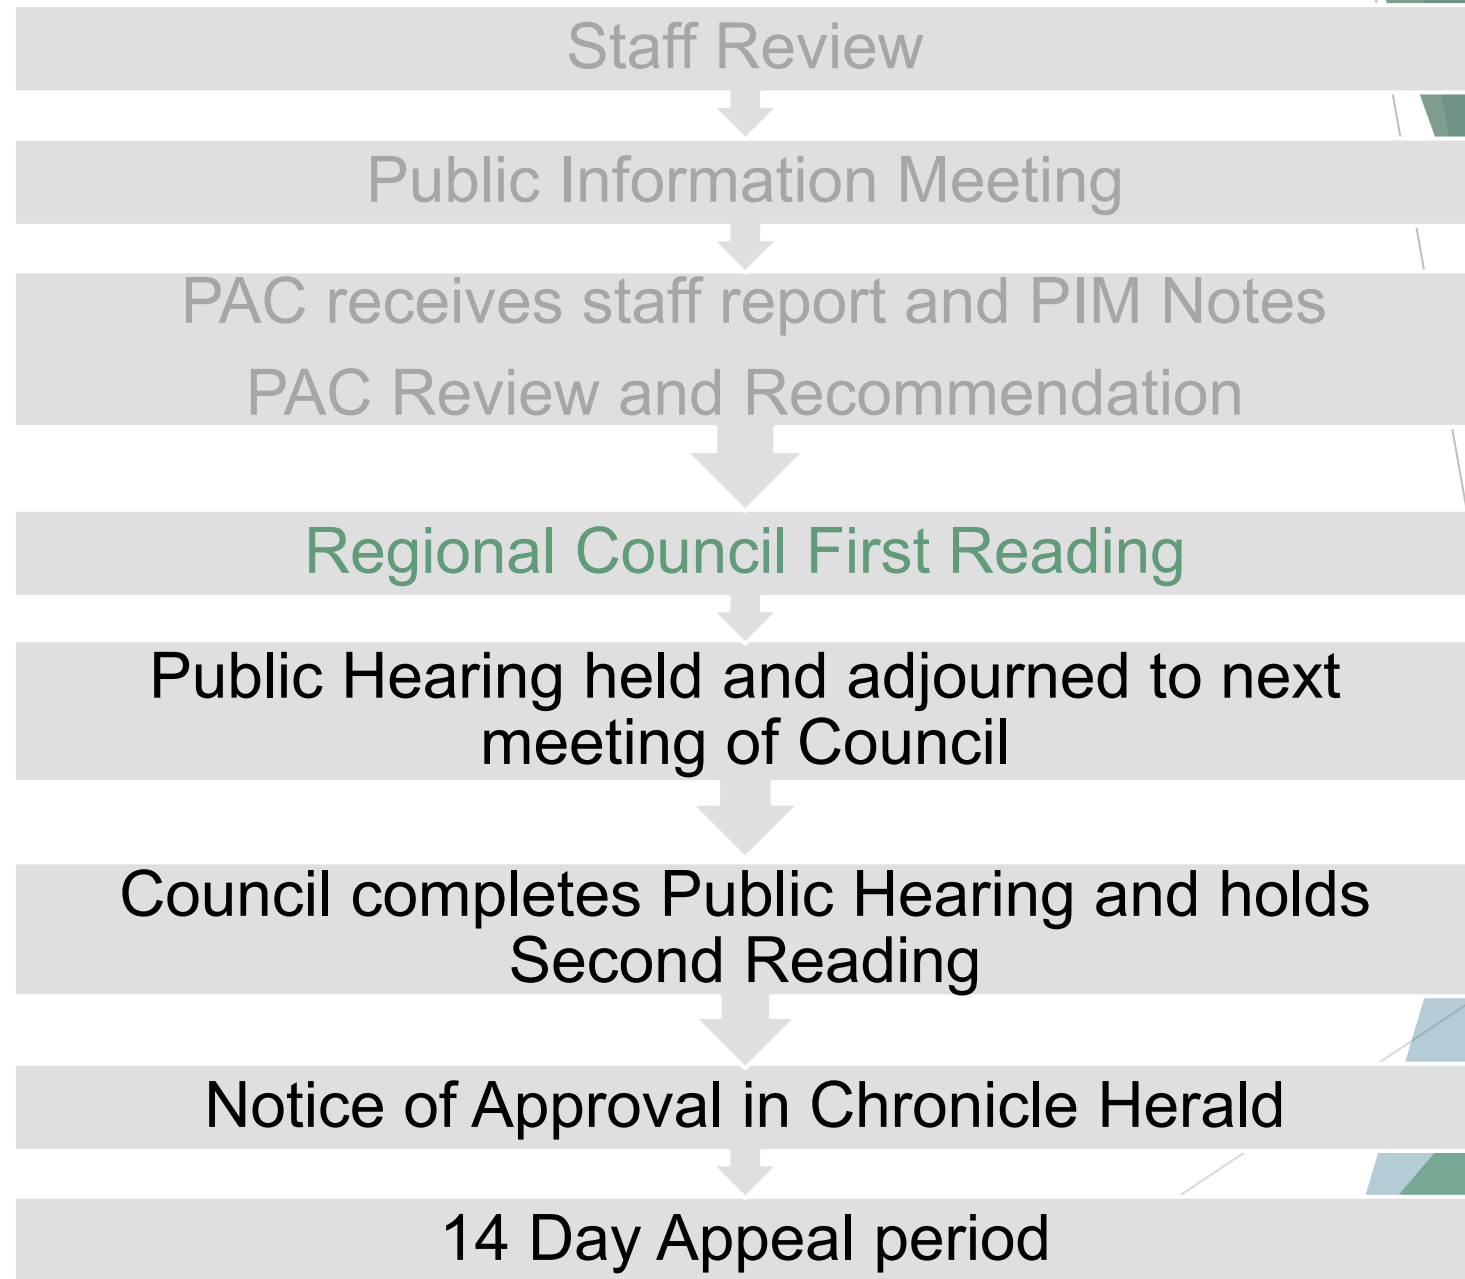 Staff Review
Public Information Meeting
PAC receives staff report and PIM Notes
PAC Review and Recommendation
Regional Council First Reading
Public Hearing held and adjourned to next
meeting of Council
Council completes Public Hearing and holds
Second Reading
Notice of Approval in Chronicle Herald
14 Day Appeal period